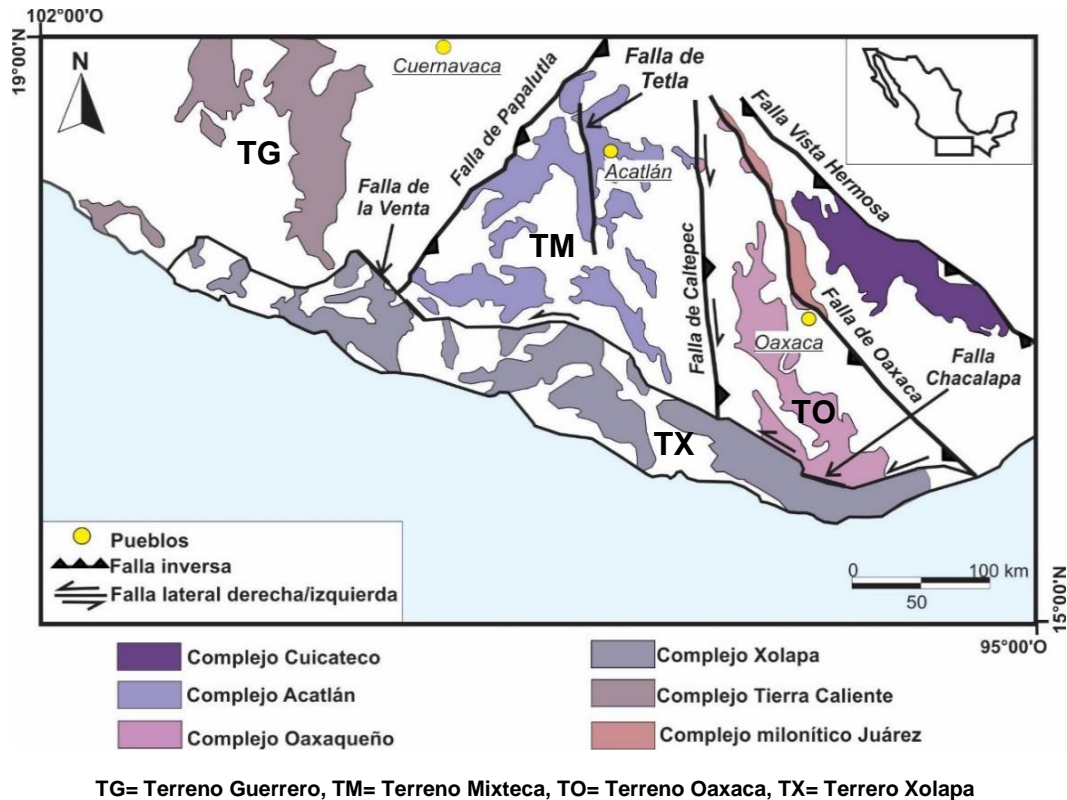 102°00'O
19°00'N
N
Cuernavaca
Falla de Papalutla
Falla de
Tetla
Falla Vista Hermosa
TG
Acatlán
Falla de
la Venta
TM
Falla de Caltepec
Oaxaca
Falla de Oaxaca
Falla
Chacalapa
TO
TX
Pueblos
Falla inversa
Falla lateral derecha/izquierda
0
100 km
50
15°00'N
95°00'O
Complejo Cuicateco
Complejo Xolapa
Complejo Acatlán
Complejo Tierra Caliente
Complejo Oaxaqueño
Complejo milonítico Juárez
TG= Terreno Guerrero, TM= Terreno Mixteca, TO= Terreno Oaxaca, TX= Terrero Xolapa